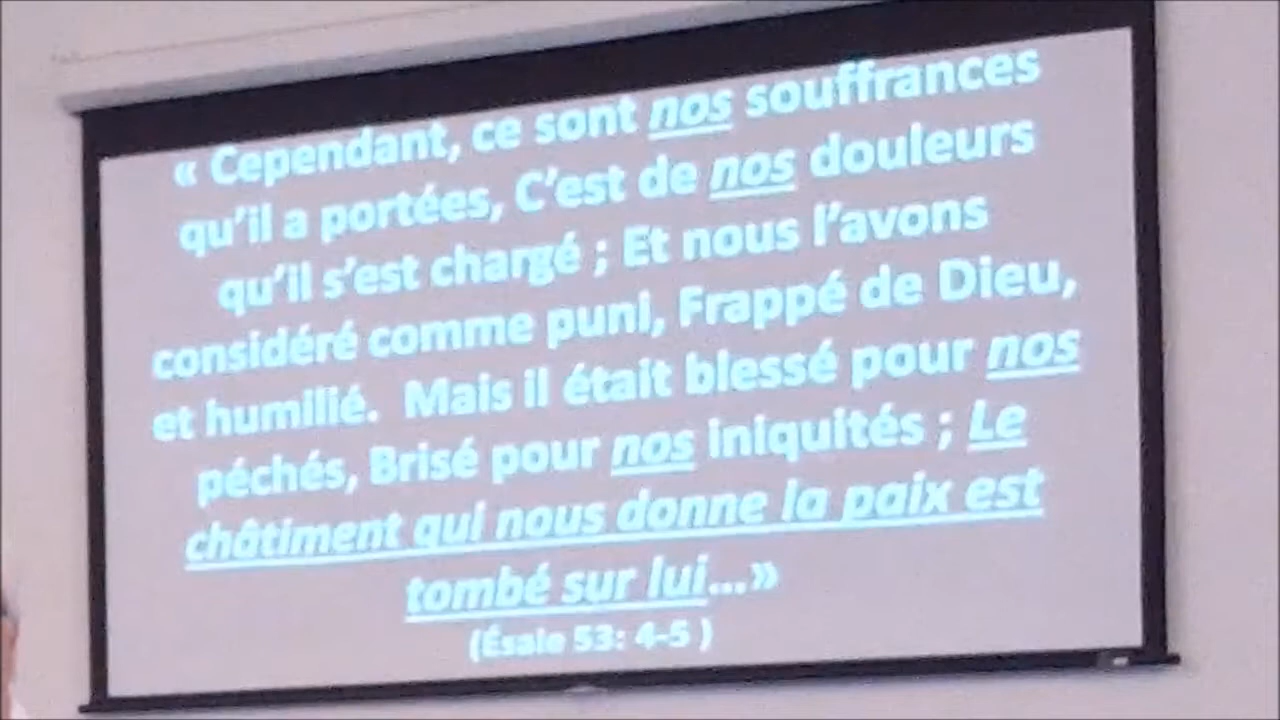 « Cependant, ce sont nos souffrances
qu’il a portées, C’est de nos douleurs
qu’il s’est chargé ; Et nous l’avons
considéré comme puni, Frappé de Dieu,
et humilié. Mais il était blessé pour nos
péchés, Brisé pour nos iniquités ; Le
châtiment qui nous donne la paix est
tombé sur lui...»
(Ésaïe 53: 4-5 )